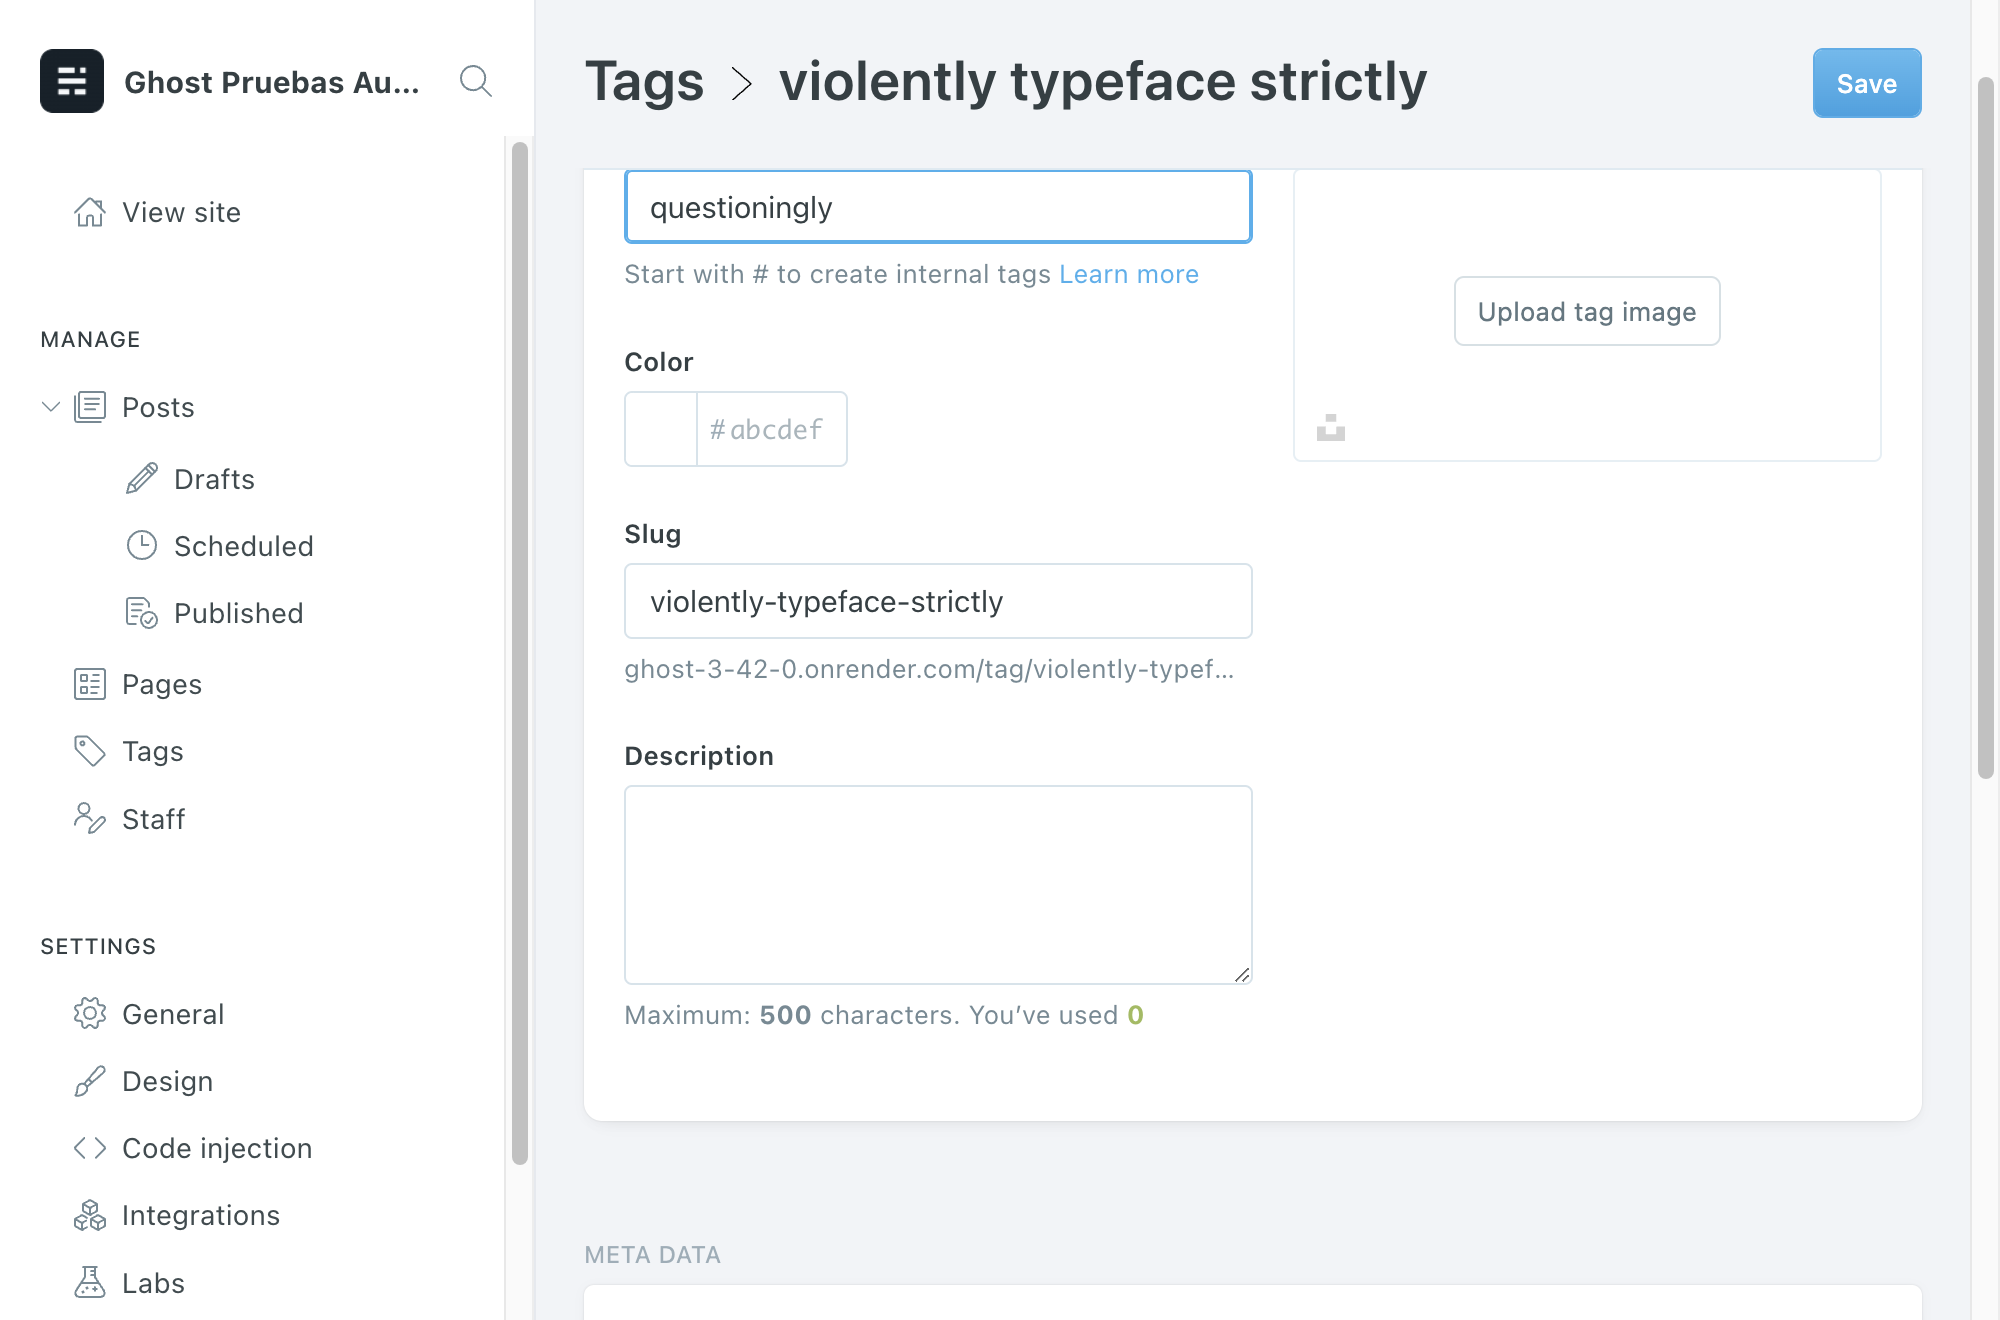 Ghost Pruebas Au...
View site
MANAGE
Posts
Drafts
Scheduled
Published
Pages
Tags
Staff
SETTINGS
General
Design
Code injection
Integrations
Labs
Tags > violently typeface strictly
Save
questioningly
Start with # to create internal tags Learn more
Upload tag image
Color
#abcdef
Slug
violently-typeface-strictly
ghost-3-42-0.onrender.com/tag/violently-typef...
Description
Maximum: 500 characters. You’ve used 0
META DATA